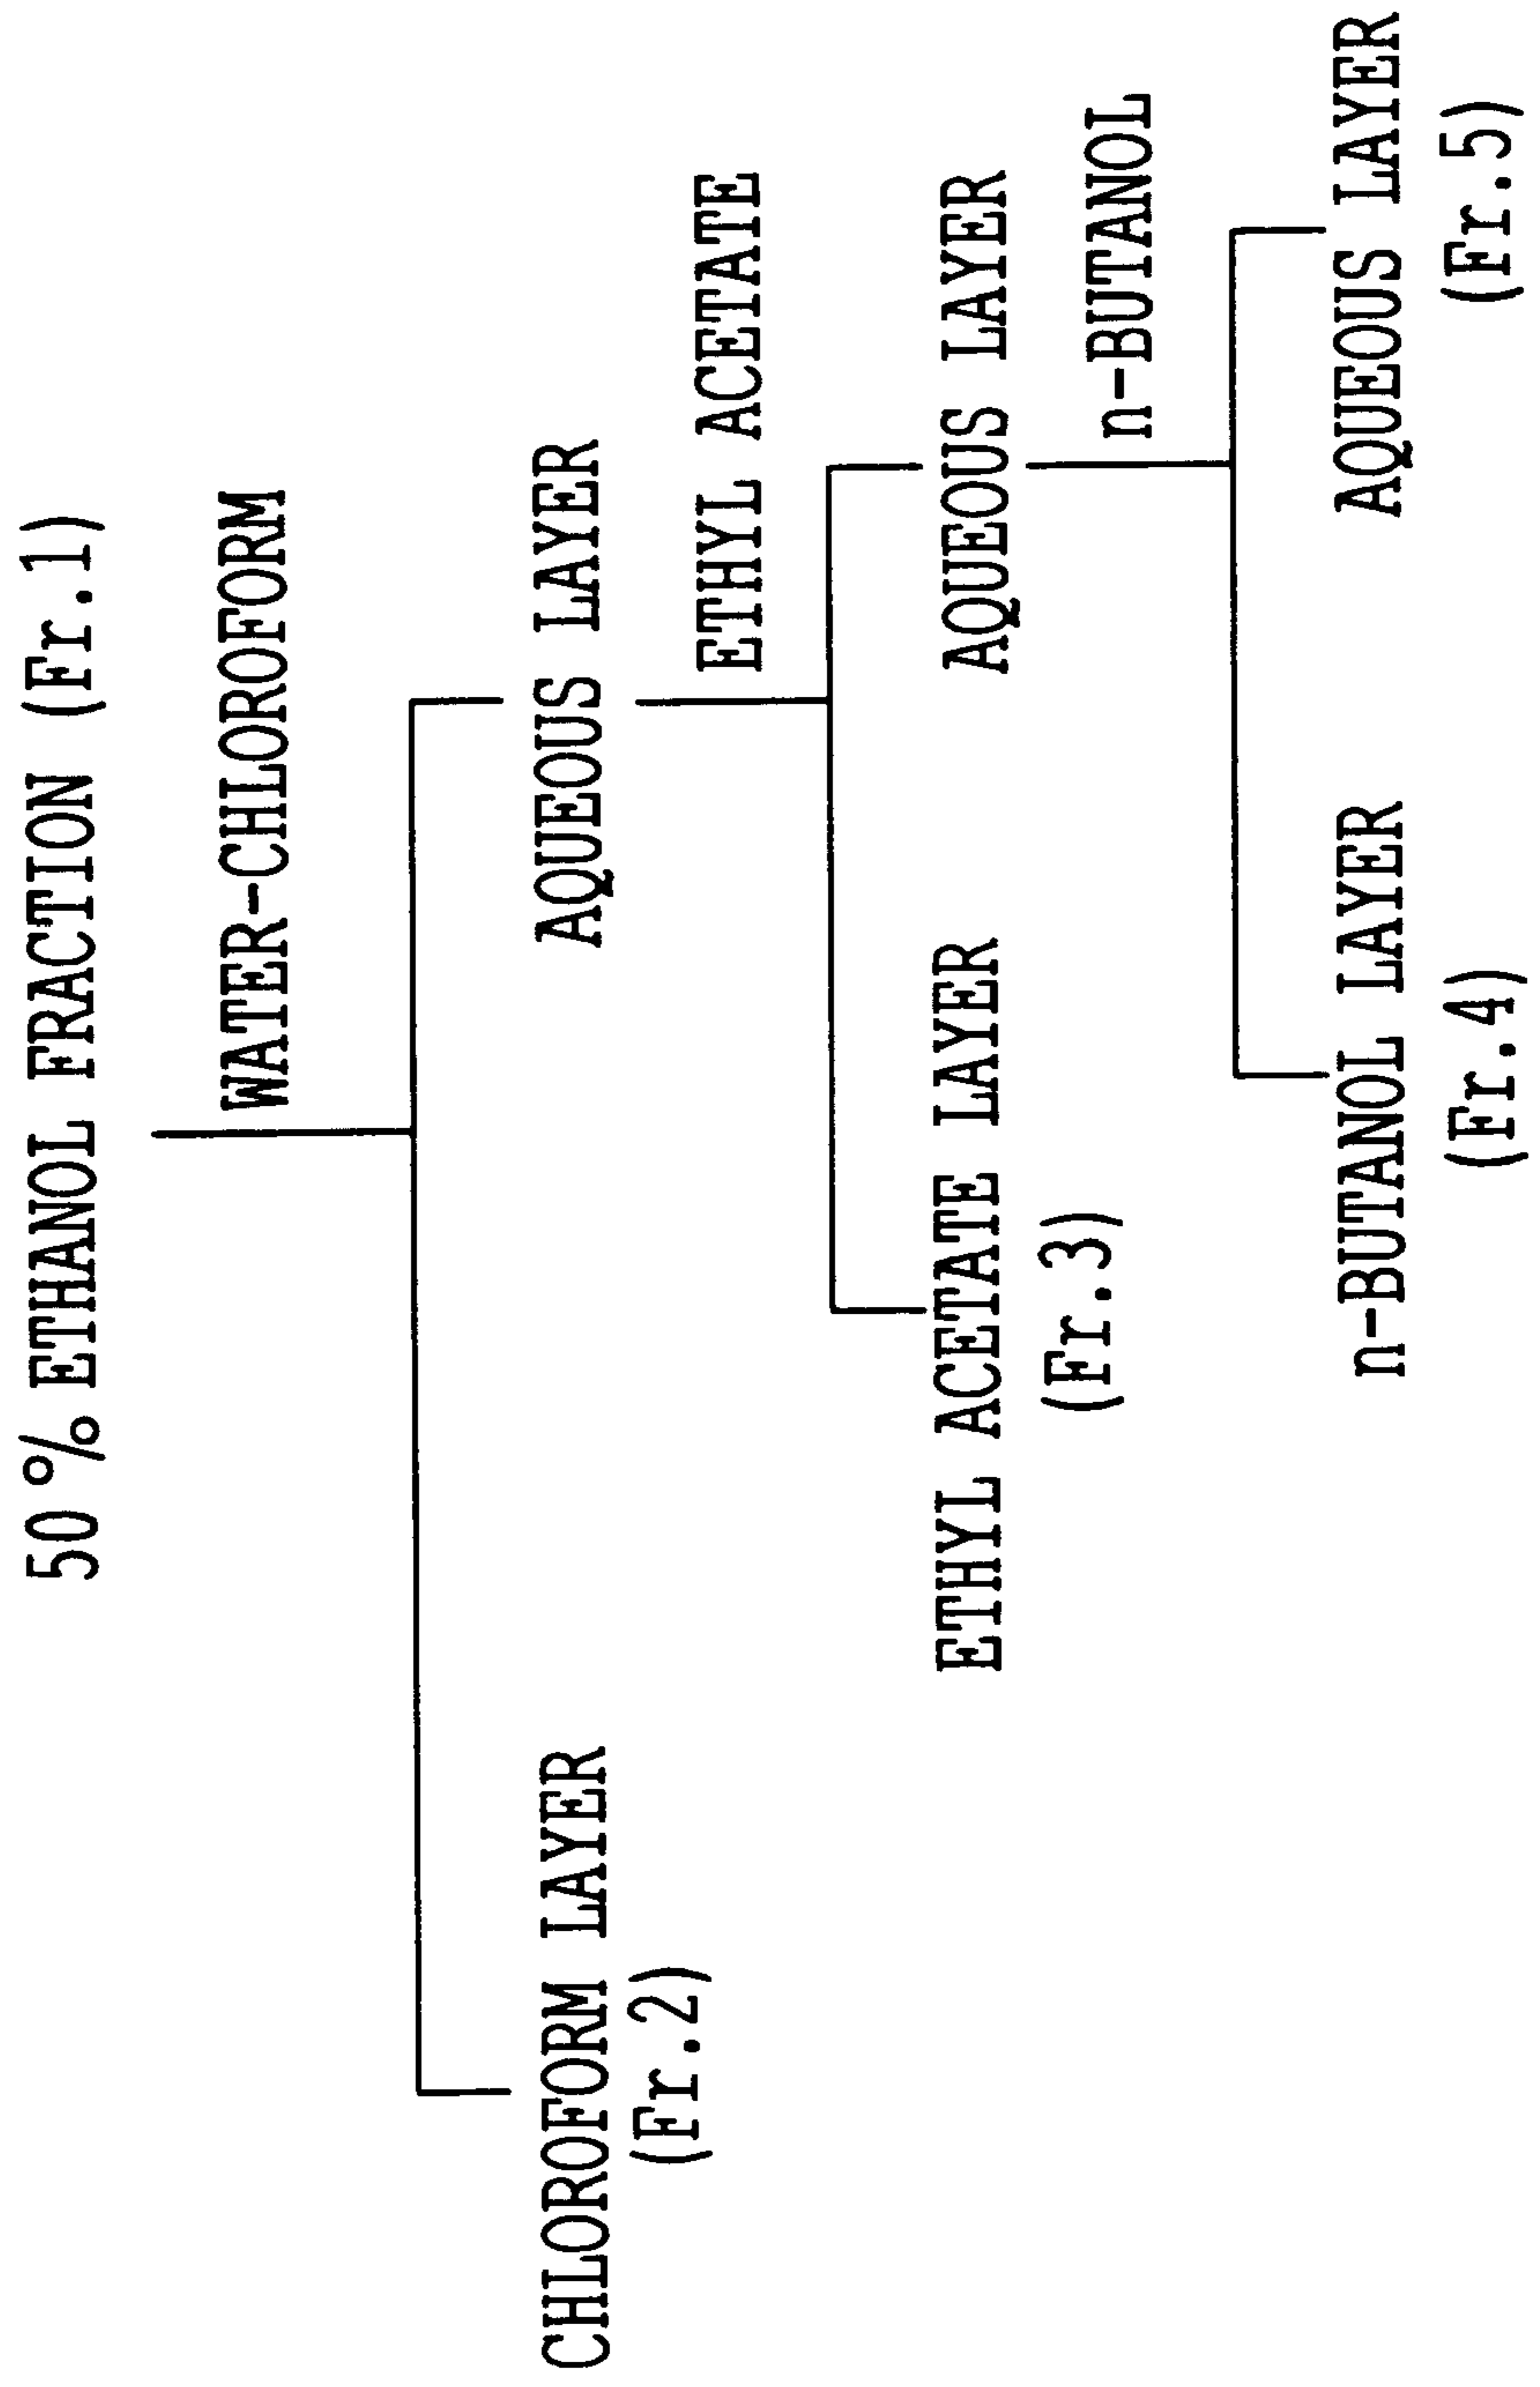 50% ETHANOL FRACTION (Fr.1)
WATER-CHLOROFORM
CHLOROFORM LAYER
(Fr.2)
AQUEOUS LAYER
ETHYL ACETATE
ETHYL ACETATE LAYER
(Fr.3)
AQUEOUS LAYER
n-BUTANOL
n-BUTANOL LAYER
(Fr.4)
AQUEOUS LAYER
(Fr.5)